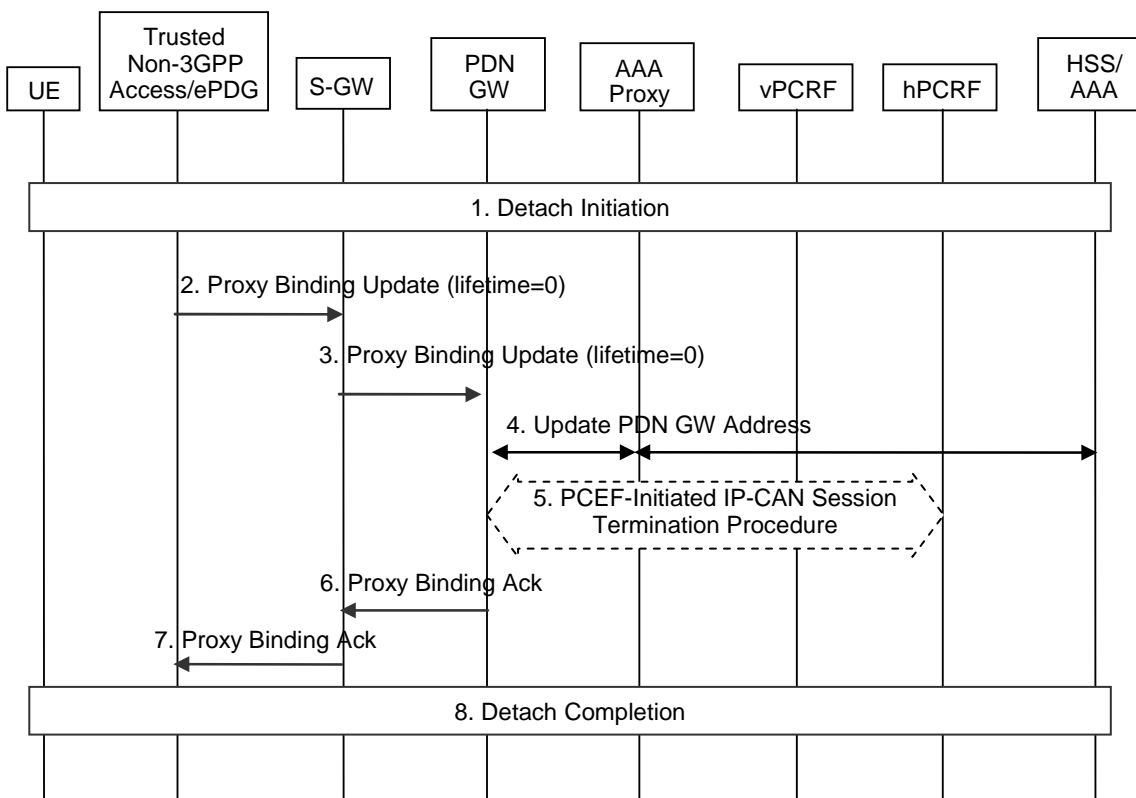 UE
Trusted
Non-3GPP
Access/ePDG
S-GW
PDN
GW
AAA
Proxy
vPCRF
hPCRF
HSS/
AAA
1. Detach Initiation
2. Proxy Binding Update (lifetime=0)
3. Proxy Binding Update (lifetime=0)
4. Update PDN GW Address
5. PCEF-Initiated IP-CAN Session
Termination Procedure
6. Proxy Binding Ack
7. Proxy Binding Ack
8. Detach Completion